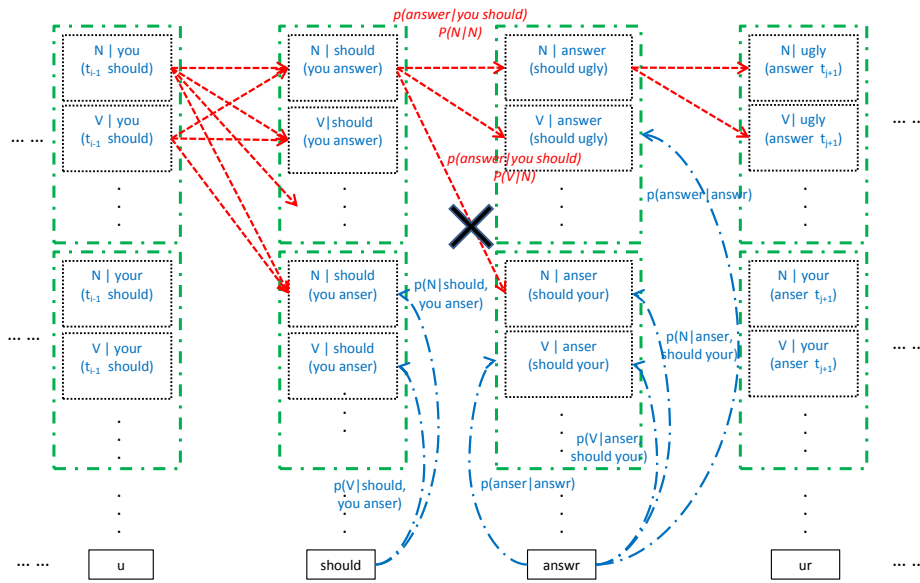 p(answer|you should)
P(N|N)
N | you
(ti-1 should)
N | should
(you answer)
N | answer
(should ugly)
N| ugly
(answer tj+1)
V | you
(ti-1 should)
V|should
(you answer)
V | answer
(should ugly)
V| ugly
(answer tj+1)
... ...
... ...
p(answer|you should)
P(V|N)
p(answer|answr)
N | your
(ti-1 should)
N | should
(you anser)
p(N|should,
you anser)
N | anser
(should your)
N | your
(anser tj+1)
... ...
V | your
(ti-1 should)
V | should
(you anser)
V | anser
(should your)
p(N|anser,
should your)
V | your
(anser tj+1)
... ...
p(V|anser,
should your)
p(V|should,
you anser)
p(anser|answr)
... ...
u
should
answr
ur
... ...